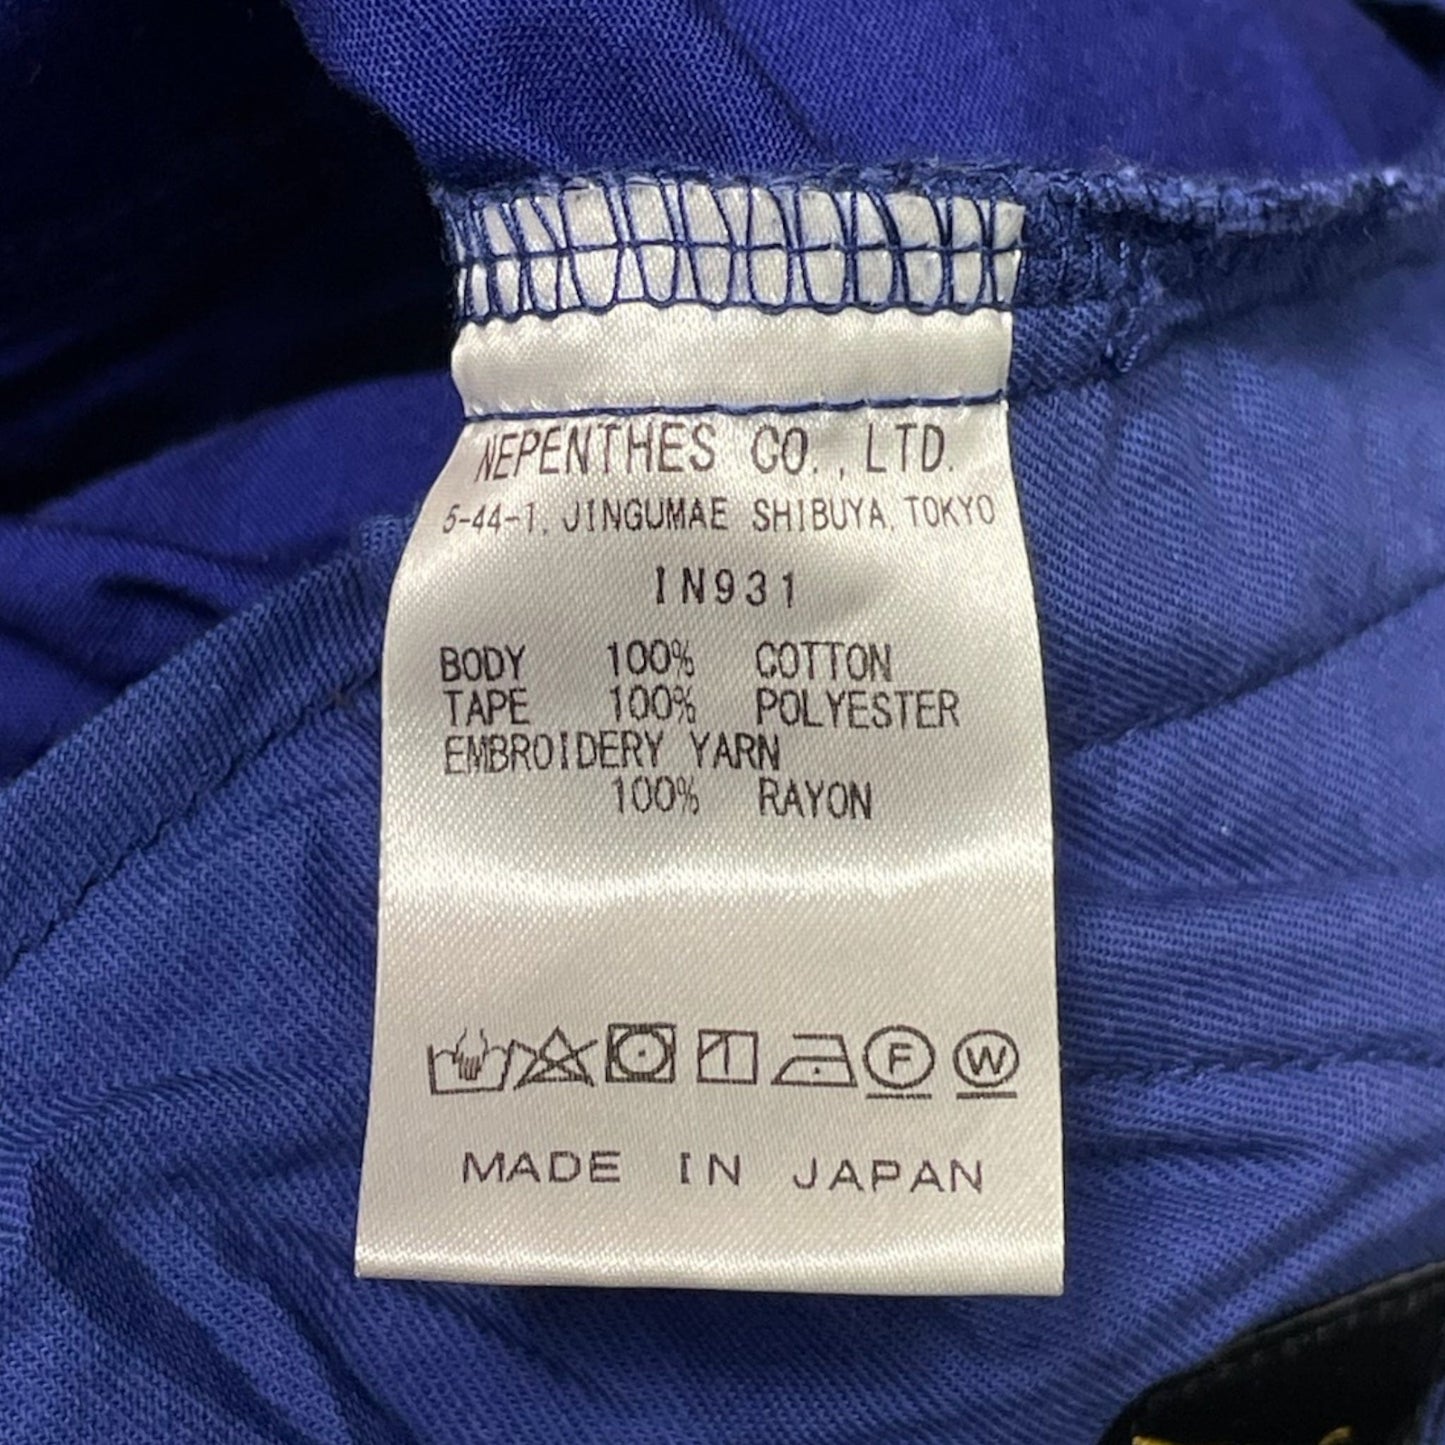 NEPENTHES CO., LTD.
5-44-1, JINGUMAE SHIBUYA, TOKYO
IN931
BODY 100% COTTON
TAPE 100% POLYESTER
EMBROIDERY YARN
100% RAYON
1 F W
MADE IN JAPAN